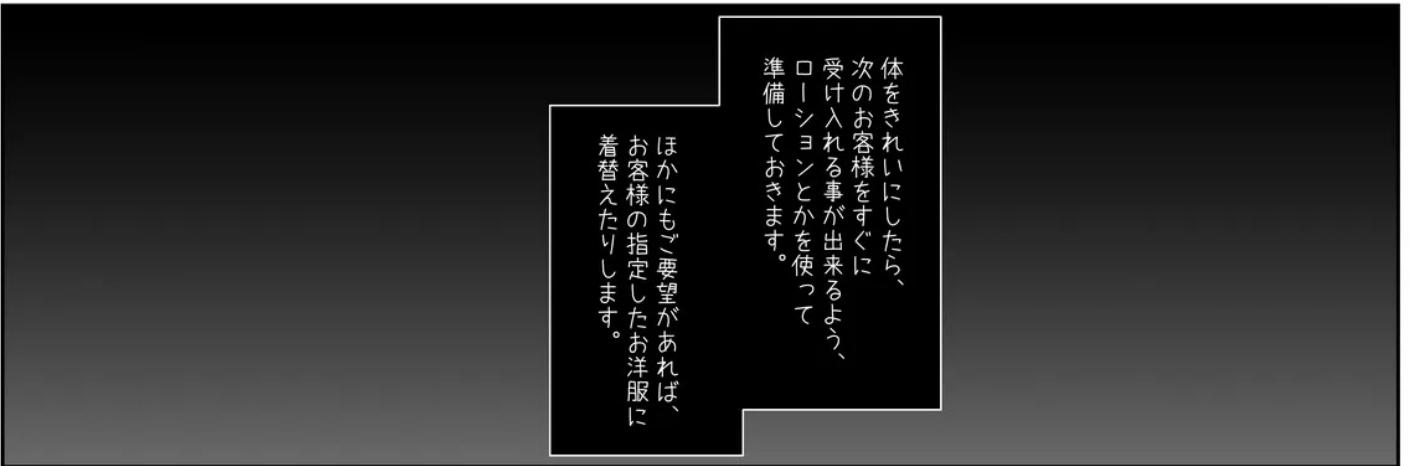 体をきれいにしたら、
次のお客様をすぐに
受け入れる事が出来るよう、
ローションとかを使って
準備しておきます。
ほかにもご要望があれば、
お客様の指定したお洋服に
着替えたりします。